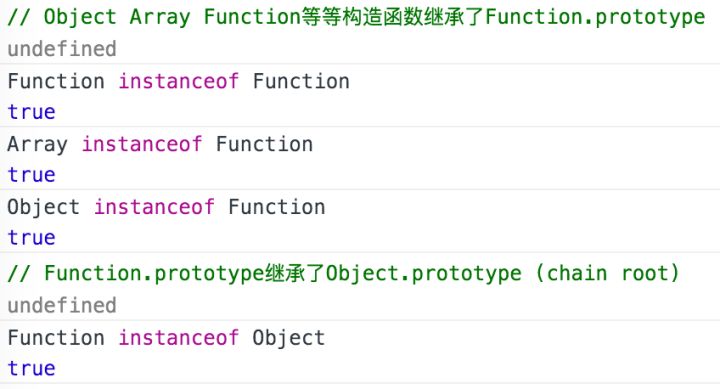 // Object Array Function等等构造函数继承了Function.prototype
undefined
Function instanceof Function
true
Array instanceof Function
true
Object instanceof Function
true
// Function.prototype继承了Object.prototype (chain root)
undefined
Function instanceof Object
true